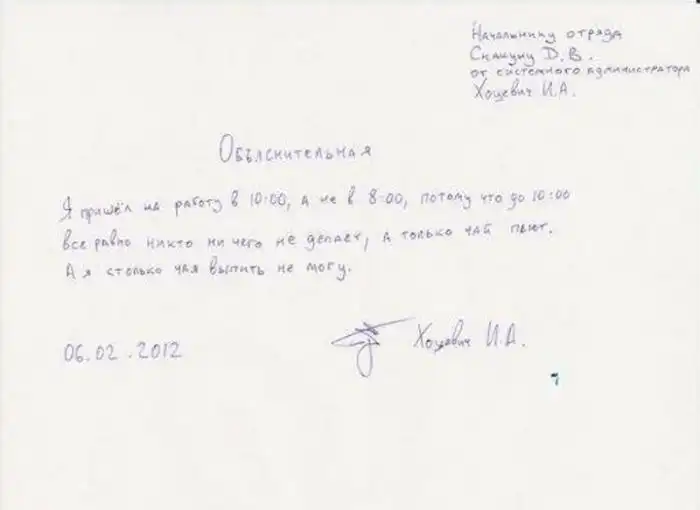 Начальнику отряда
Скакуну Д.В.
от системного администратора
Хоцевич И.А.
Объяснительная
Я пришёл на работу в 10:00, а не в 8:00, потому что до 10:00
все равно никто ни чего не делает, а только чай пьют.
А я столько чая выпить не могу.
06.02.2012 Хоцевич И.А.